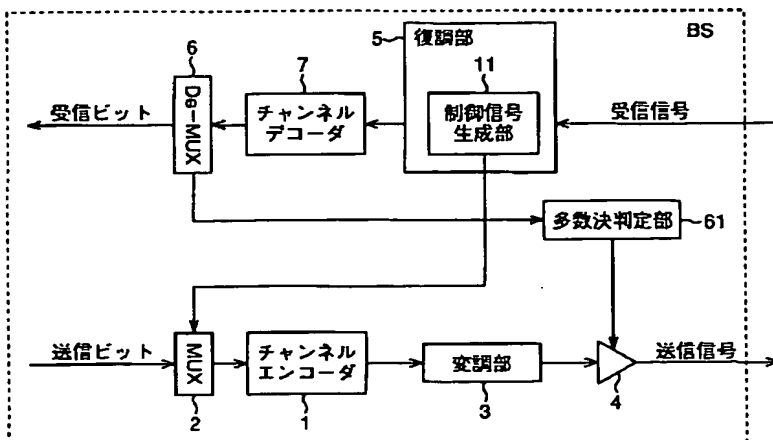 BS
5
復調部
6
7
11
De-MUX
チャンネル
デコーダ
制御信号
生成部
受信ビット
受信信号
多数決判定部
61
送信ビット
MUX
チャンネル
エンコーダ
変調部
送信信号
2
1
3
4